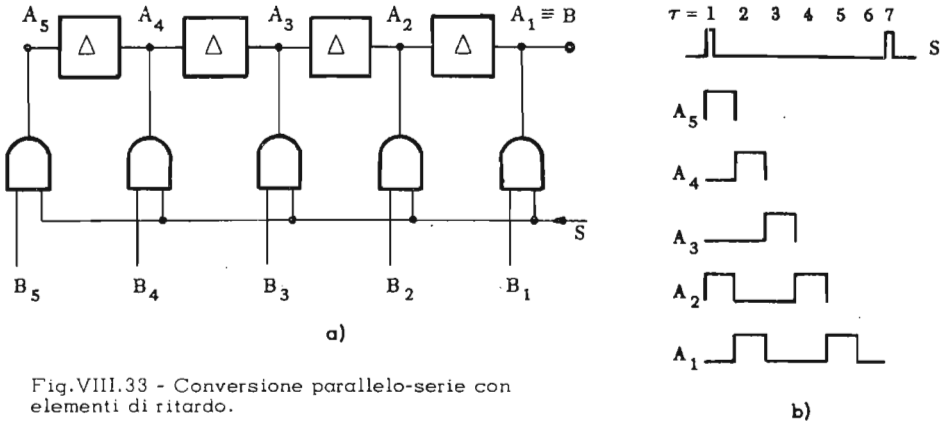 A₅ A₄ A₃ A₂ A₁ ≡ B
Δ Δ Δ Δ
S
B₅ B₄ B₃ B₂ B₁
a)
Fig.VIII.33 - Conversione parallelo-serie con
elementi di ritardo.
τ = 1 2 3 4 5 6 7
S
A₅
A₄
A₃
A₂
A₁
b)